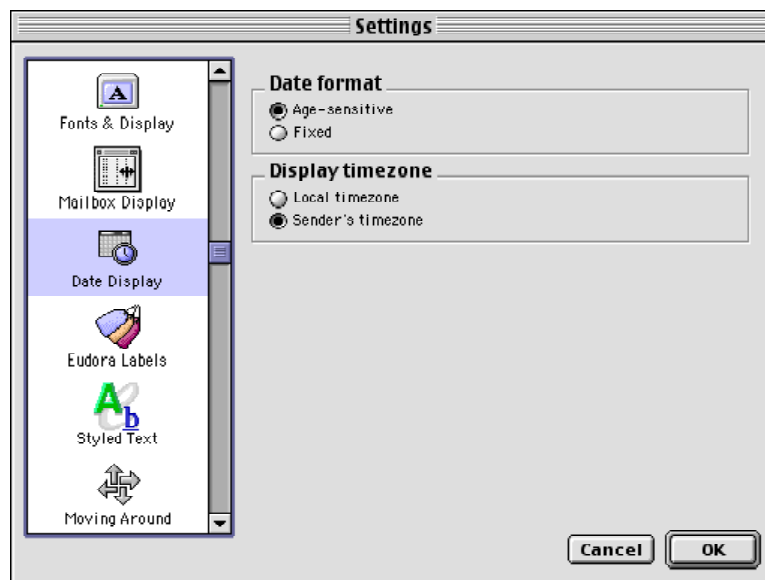 Settings
Fonts & Display
Mailbox Display
Date Display
Eudora Labels
Styled Text
Moving Around
Date format
Age-sensitive
Fixed
Display timezone
Local timezone
Sender's timezone
Cancel
OK